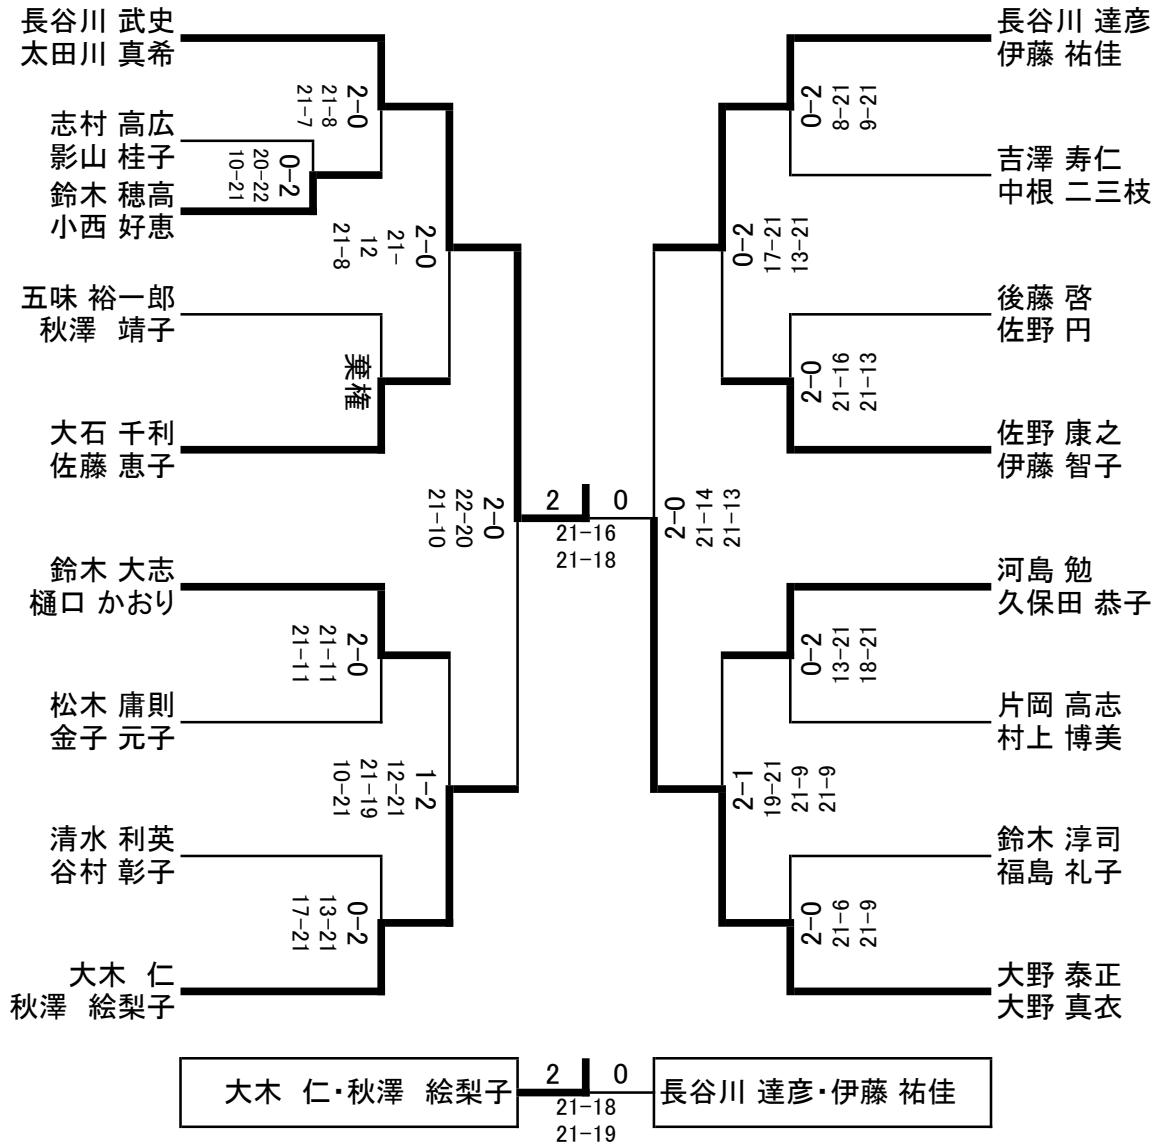 長谷川 武史
太田川 真希
2-0
21-8
21-7
志村 高広
影山 桂子
0-2
20-22
10-21
鈴木 穂高
小西 好恵
2-0
21-
12
21-8
五味 裕一郎
秋澤 靖子
棄権
大石 千利
佐藤 恵子
2-0
22-20
21-10
鈴木 大志
樋口 かおり
2-0
21-11
21-11
松木 庸則
金子 元子
1-2
12-21
21-19
10-21
清水 利英
谷村 彰子
0-2
13-21
17-21
大木 仁
秋澤 絵梨子
2 0
21-16
21-18
長谷川 達彦
伊藤 祐佳
0-2
8-21
9-21
吉澤 寿仁
中根 二三枝
0-2
17-21
13-21
後藤 啓
佐野 円
2-0
21-16
21-13
佐野 康之
伊藤 智子
2-0
21-14
21-13
河島 勉
久保田 恭子
0-2
13-21
18-21
片岡 高志
村上 博美
2-1
19-21
21-9
21-9
鈴木 淳司
福島 礼子
2-0
21-6
21-9
大野 泰正
大野 真衣
大木 仁・秋澤 絵梨子 2 0 長谷川 達彦・伊藤 祐佳
21-18
21-19